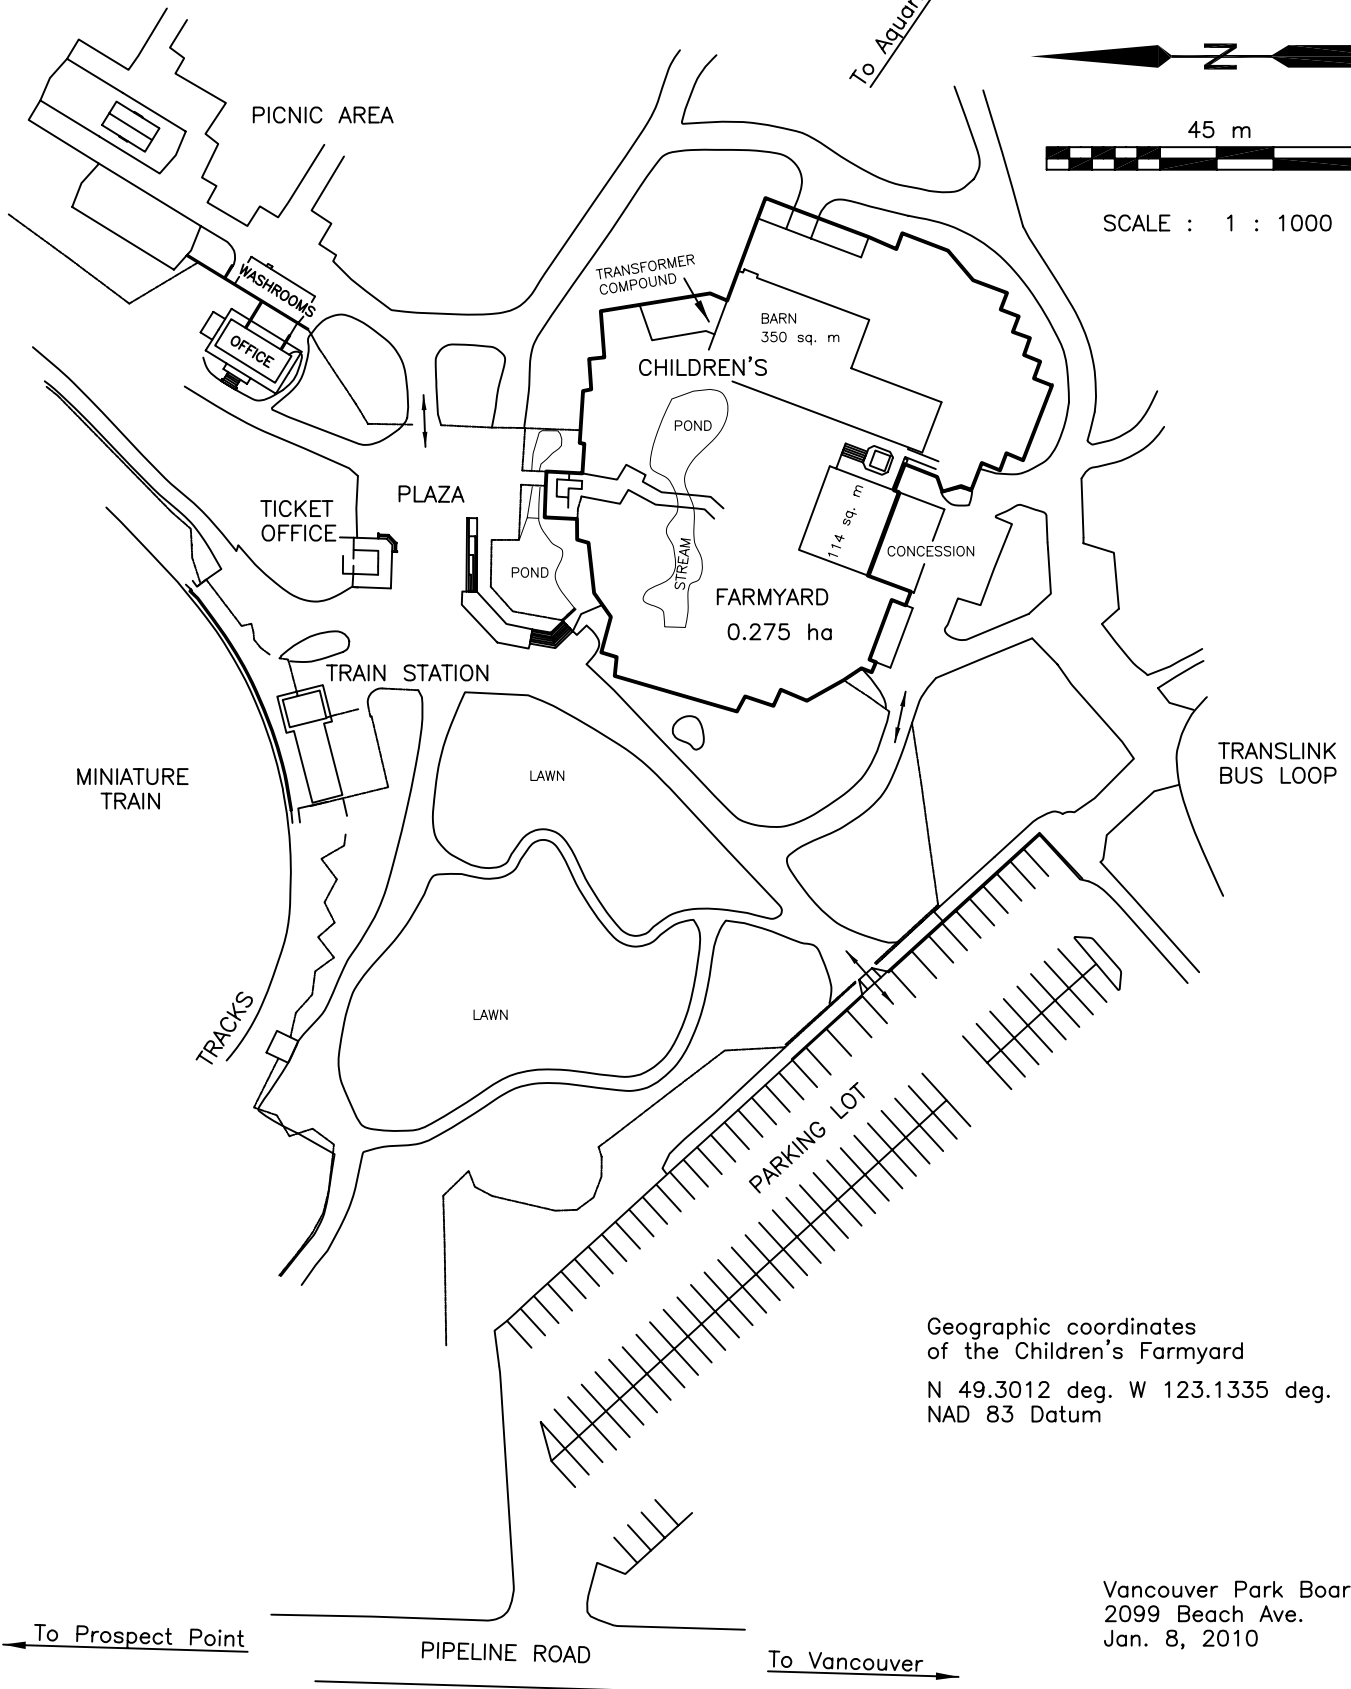 To Aquar
N
PICNIC AREA
45 m
SCALE : 1 : 1000
WASHROOMS
OFFICE
TRANSFORMER
COMPOUND
BARN
350 sq. m
CHILDREN'S
POND
PLAZA
TICKET
OFFICE
114 sq. m
CONCESSION
POND
STREAM
FARMYARD
0.275 ha
TRAIN STATION
MINIATURE
TRAIN
LAWN
TRANSLINK
BUS LOOP
TRACKS
LAWN
PARKING LOT
Geographic coordinates
of the Children's Farmyard
N 49.3012 deg. W 123.1335 deg.
NAD 83 Datum
Vancouver Park Boar
2099 Beach Ave.
Jan. 8, 2010
To Prospect Point
PIPELINE ROAD
To Vancouver